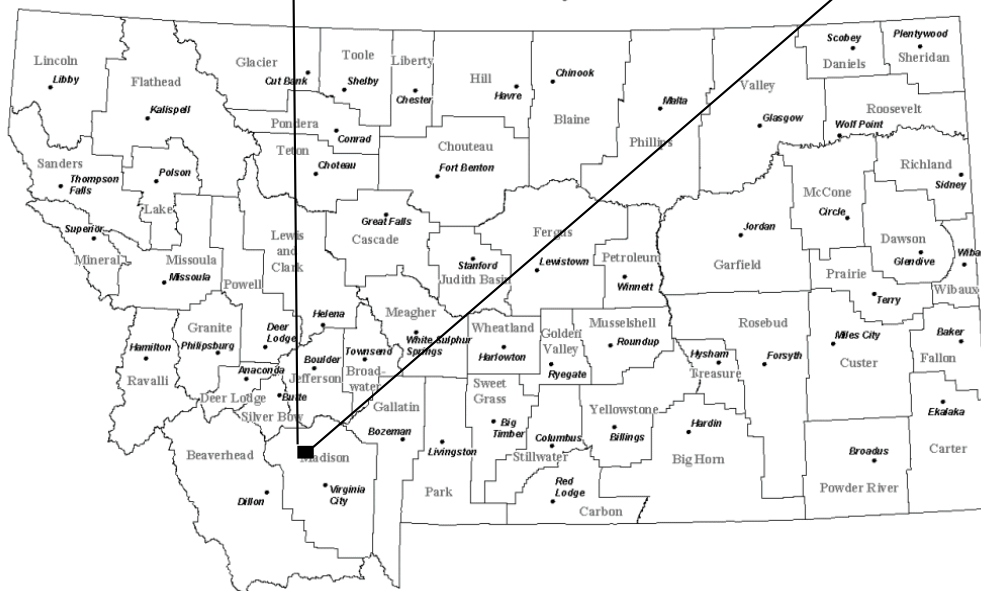 Plentywood
Scobey
Sheridan
Daniels
Lincoln
Libby
Flathead
Glacier
Cut Bank
Toole
Shelby
Liberty
Chester
Hill
Havre
Chinook
Blaine
Malta
Phillips
Valley
Glasgow
Roosevelt
Wolf Point
Kalispell
Pondera
Conrad
Teton
Choteau
Chouteau
Fort Benton
Richland
Sidney
Sanders
Thompson
Falls
Polson
Lake
McCone
Circle
Great Falls
Cascade
Fergus
Lewistown
Jordan
Garfield
Dawson
Glendive
Wiba
Wibaux
Superior
Mineral
Missoula
Missoula
Powell
Lewis
and
Clark
Stanford
Judith Basin
Petroleum
Winnett
Prairie
Terry
Granite
Philipsburg
Deer
Lodge
Helena
Meagher
White Sulphur
Springs
Wheatland
Harlowton
Golden
Valley
Ryegate
Musselshell
Roundup
Rosebud
Forsyth
Hysham
Treasure
Miles City
Custer
Baker
Fallon
Hamilton
Ravalli
Anaconda
Deer Lodge
Butte
Silver Bow
Boulder
Jefferson
Townsend
Broad-
water
Gallatin
Bozeman
Livingston
Park
Sweet
Grass
Big
Timber
Columbus
Stillwater
Yellowstone
Billings
Hardin
Big Horn
Ekalaka
Carter
Broadus
Powder River
Beaverhead
Dillon
Madison
Virginia
City
Red
Lodge
Carbon